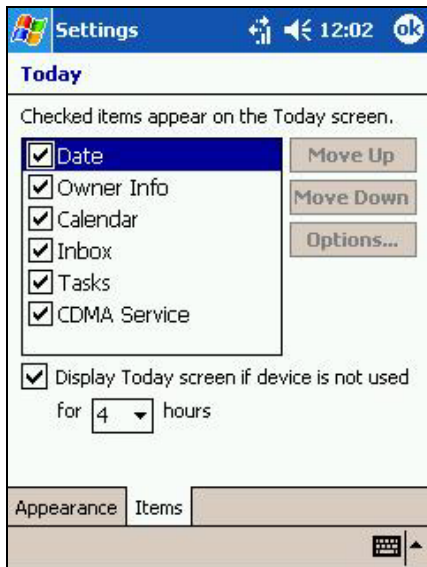 Settings 12:02 ok
Today
Checked items appear on the Today screen.
Date
Owner Info
Calendar
Inbox
Tasks
CDMA Service
Move Up
Move Down
Options...
Display Today screen if device is not used
for 4 hours
Appearance Items